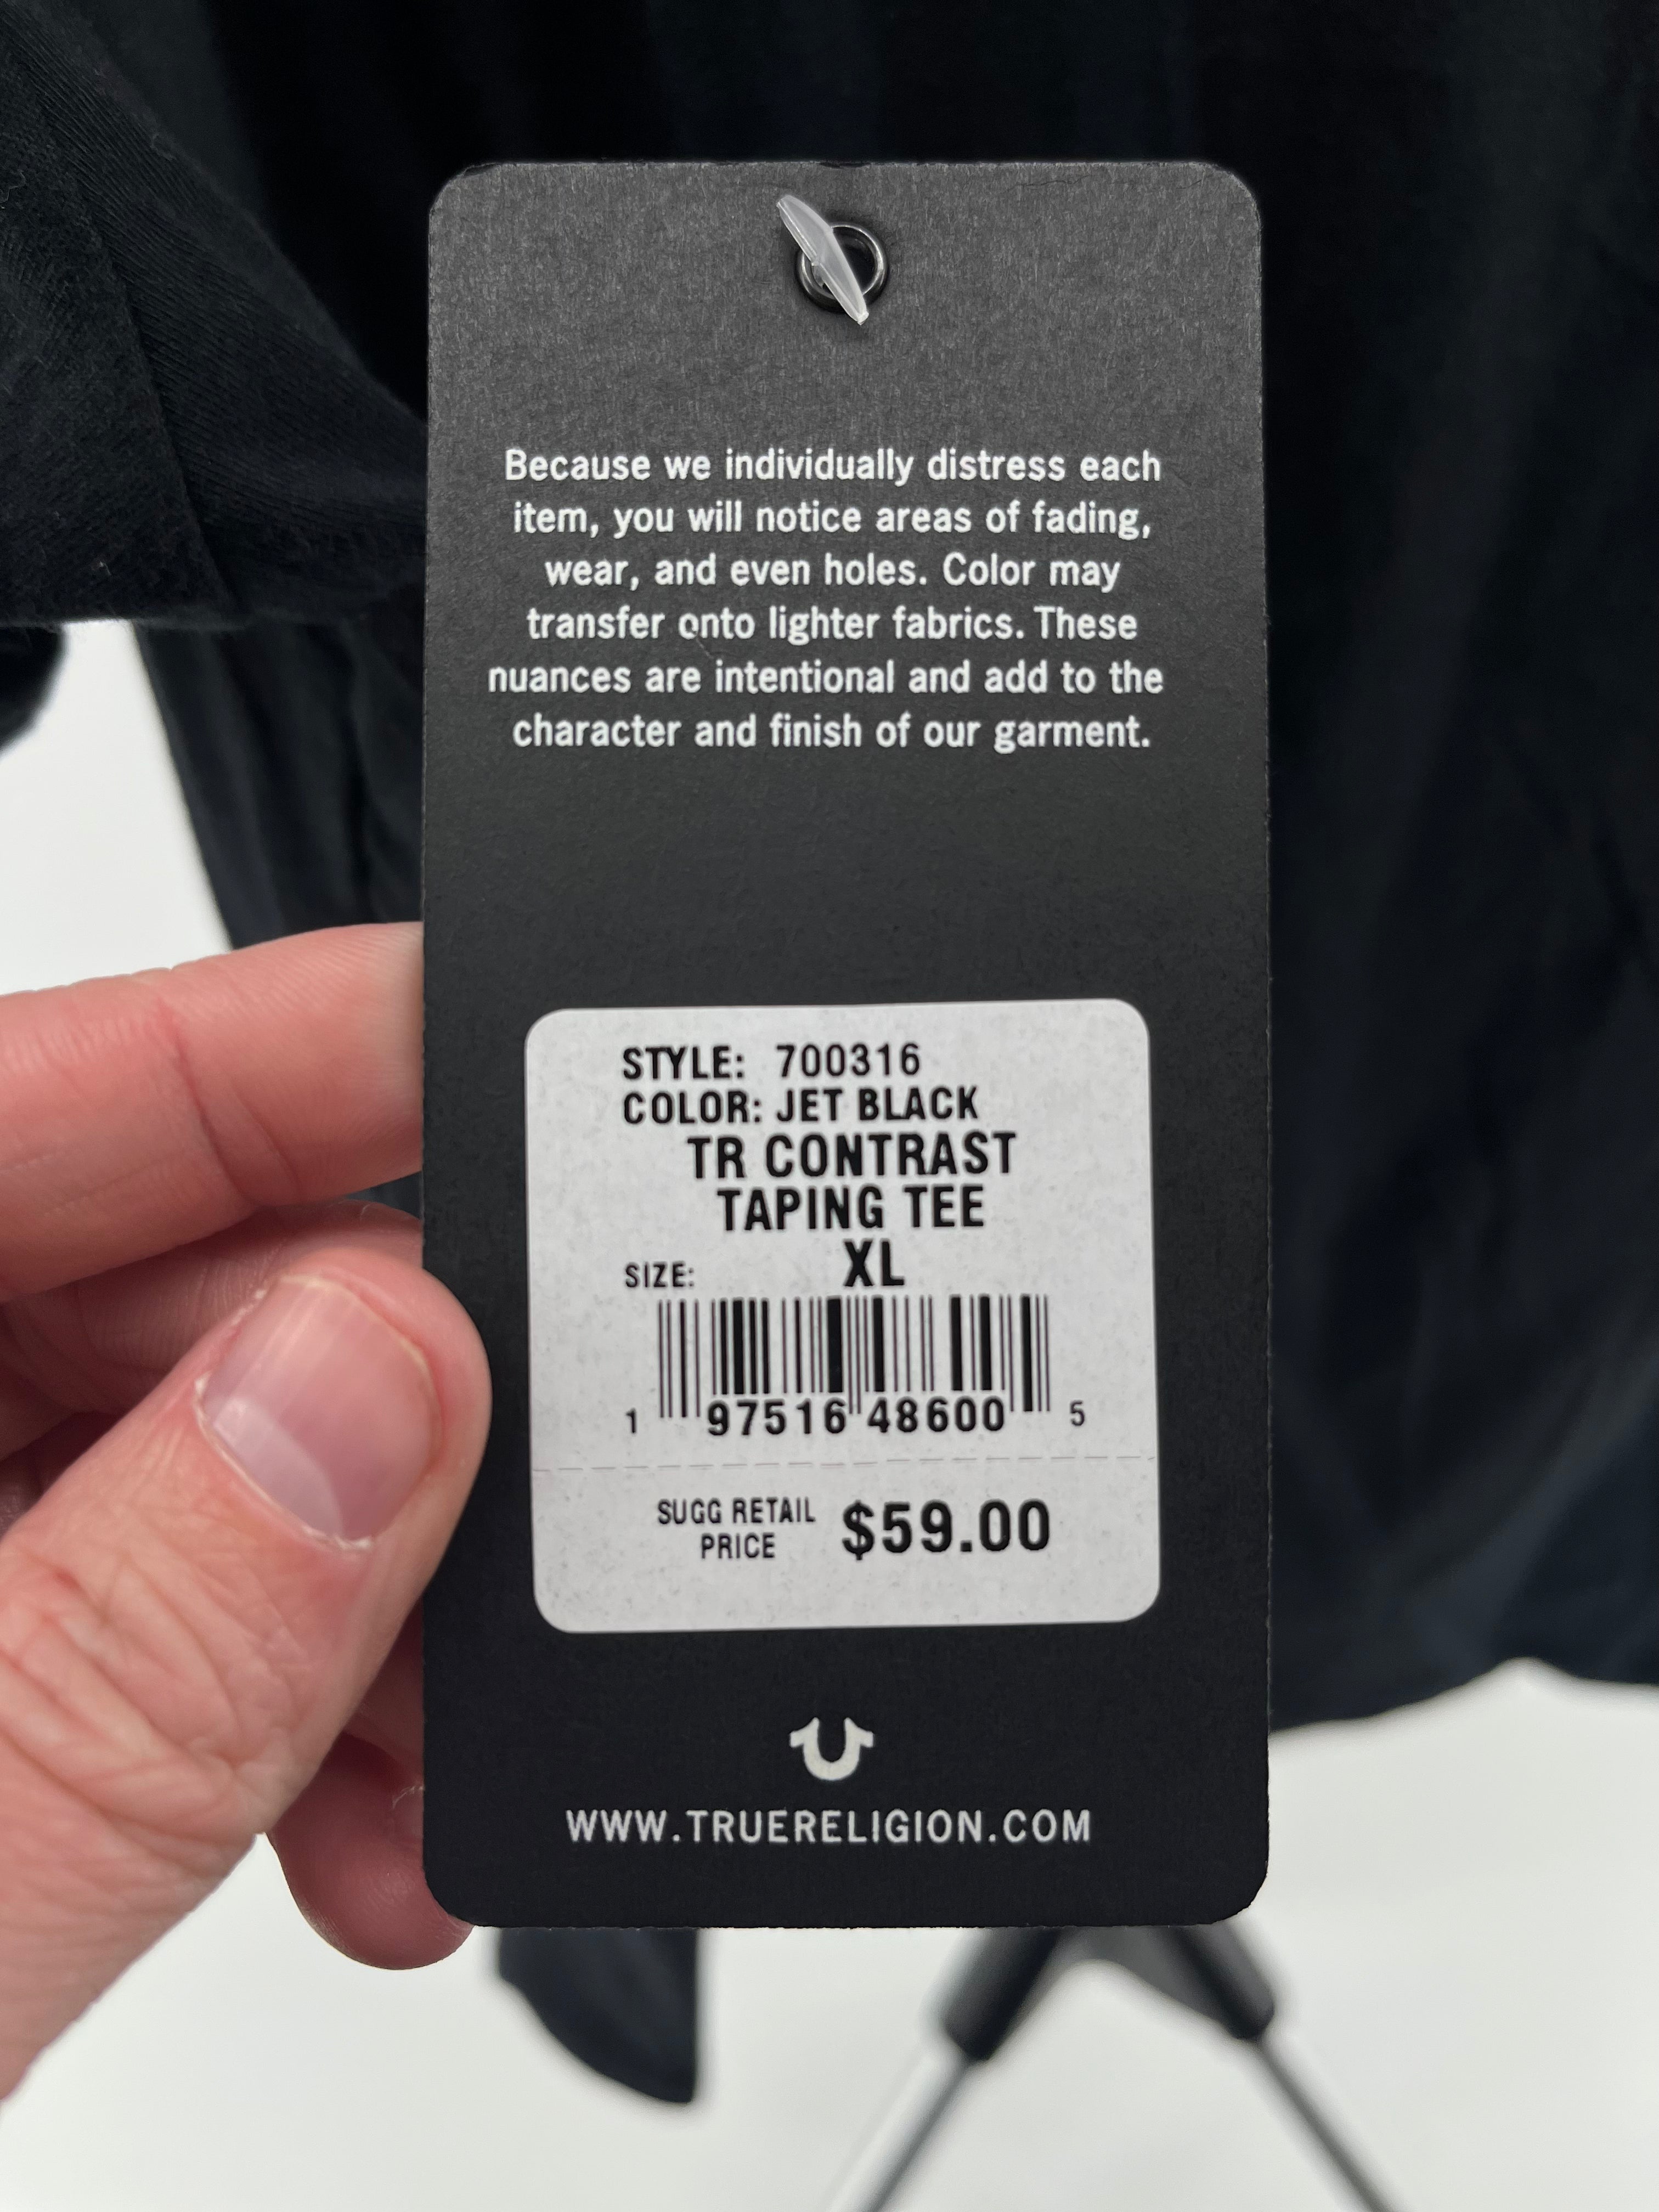 Because we individually distress each
item, you will notice areas of fading,
wear, and even holes. Color may
transfer onto lighter fabrics. These
nuances are intentional and add to the
character and finish of our garment.
STYLE: 700316
COLOR: JET BLACK
TR CONTRAST
TAPING TEE
SIZE: XL
1 97516 48600 5
SUGG RETAIL
PRICE $59.00
WWW.TRUERELIGION.COM